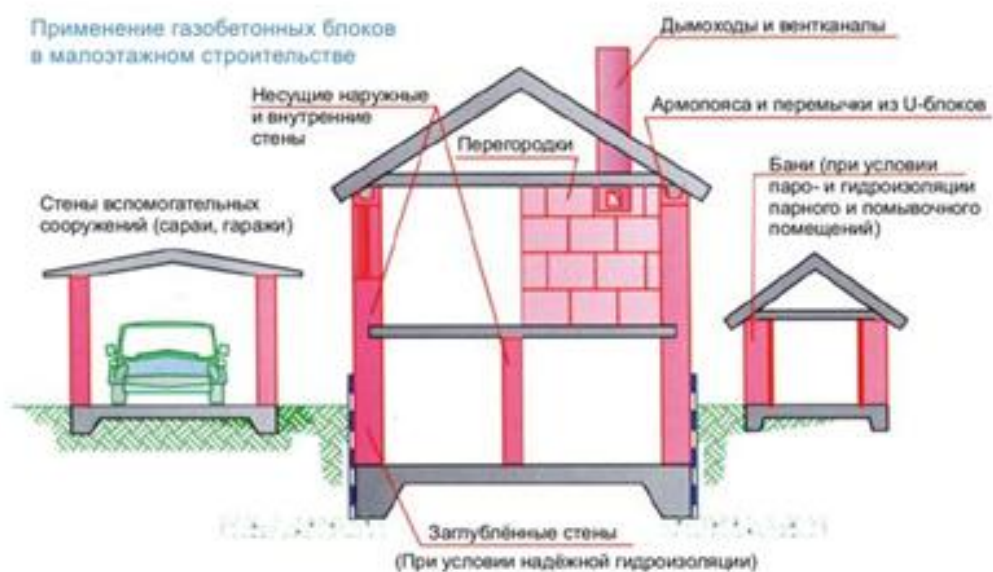 Применение газобетонных блоков
в малоэтажном строительстве
Дымоходы и вентканалы
Несущие наружные
и внутренние
стены
Армопояса и перемычки из U-блоков
Перегородки
Бани (при условии
паро- и гидроизоляции
парного и помывочного
помещений)
Стены вспомогательных
сооружений (сараи, гаражи)
Заглублённые стены
(При условии надёжной гидроизоляции)